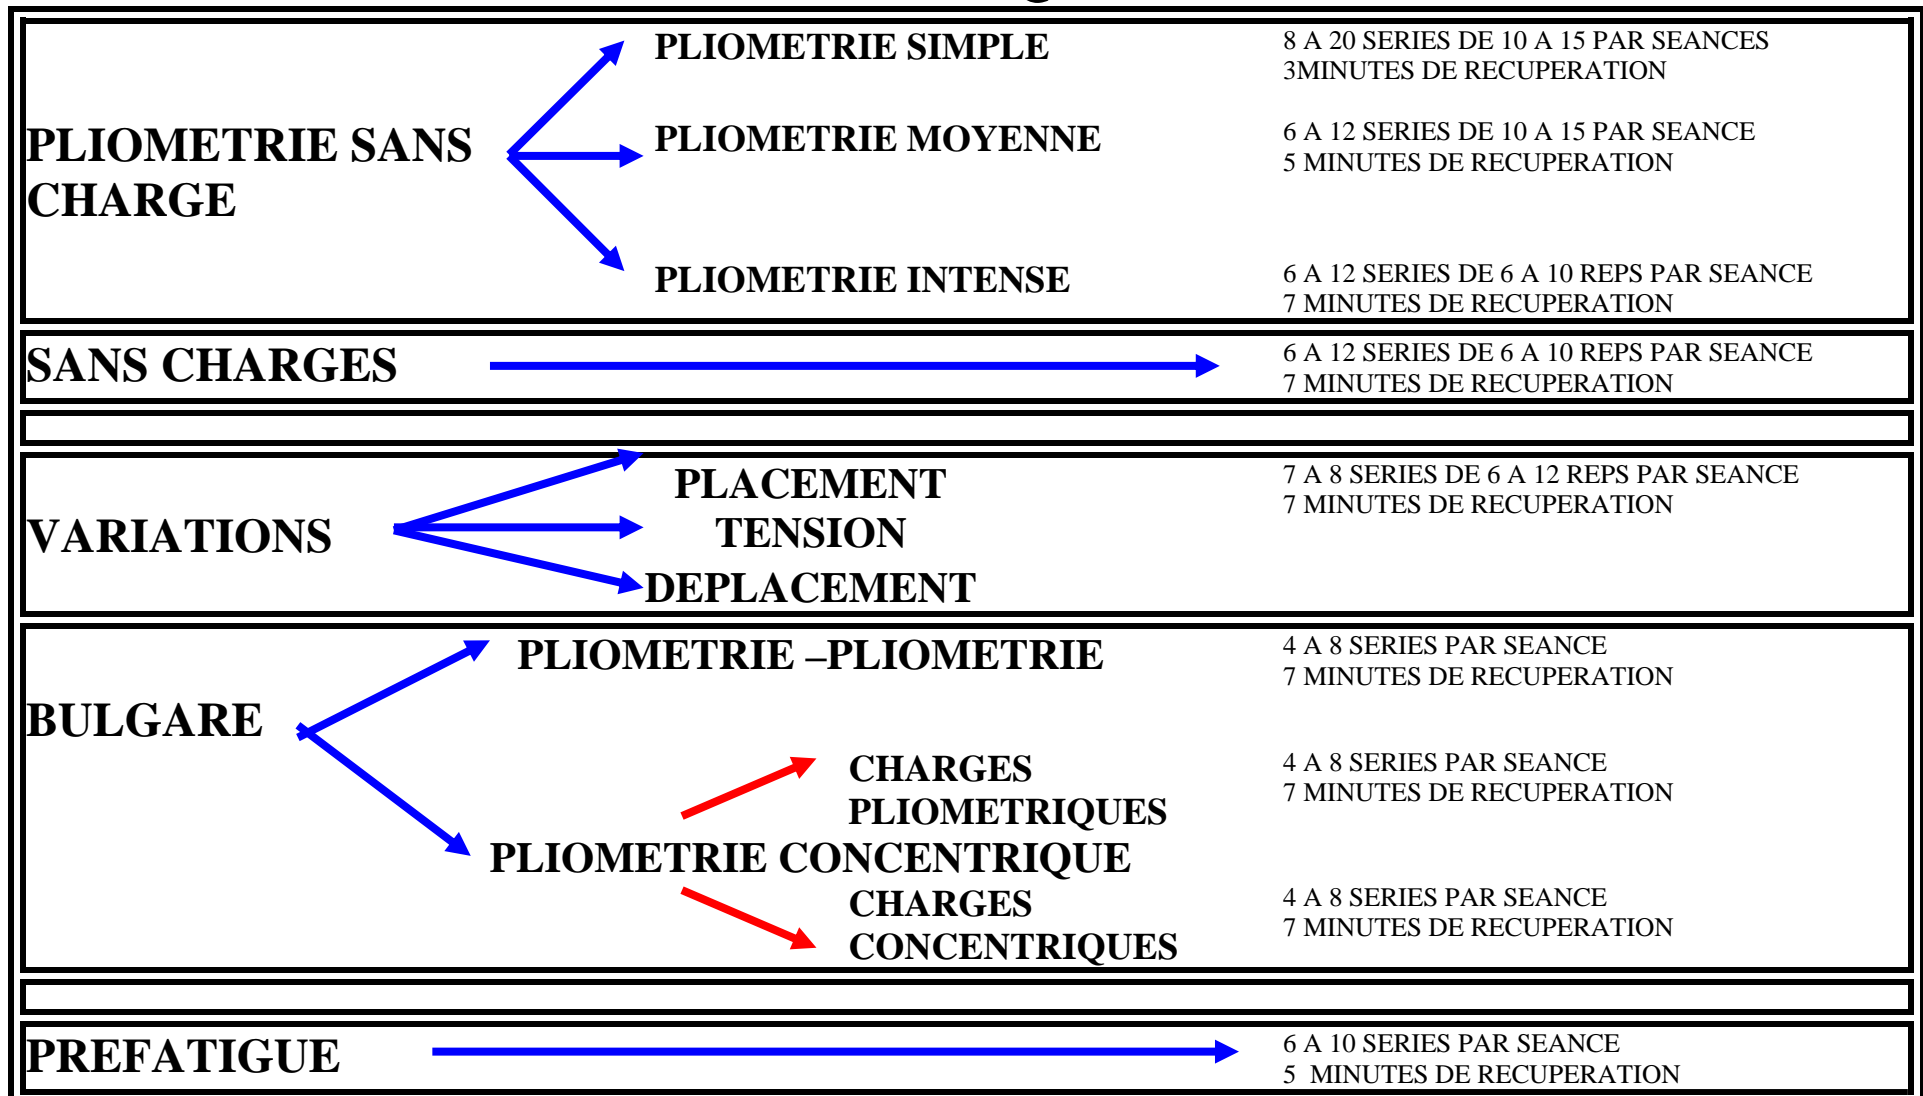 PLIOMETRIE SANS
CHARGE
PLIOMETRIE SIMPLE
8 A 20 SERIES DE 10 A 15 PAR SEANCES
3MINUTES DE RECUPERATION
PLIOMETRIE MOYENNE
6 A 12 SERIES DE 10 A 15 PAR SEANCE
5 MINUTES DE RECUPERATION
PLIOMETRIE INTENSE
6 A 12 SERIES DE 6 A 10 REPS PAR SEANCE
7 MINUTES DE RECUPERATION
SANS CHARGES
6 A 12 SERIES DE 6 A 10 REPS PAR SEANCE
7 MINUTES DE RECUPERATION
VARIATIONS
PLACEMENT
TENSION
DEPLACEMENT
7 A 8 SERIES DE 6 A 12 REPS PAR SEANCE
7 MINUTES DE RECUPERATION
BULGARE
PLIOMETRIE –PLIOMETRIE
4 A 8 SERIES PAR SEANCE
7 MINUTES DE RECUPERATION
CHARGES
PLIOMETRIQUES
4 A 8 SERIES PAR SEANCE
7 MINUTES DE RECUPERATION
PLIOMETRIE CONCENTRIQUE
CHARGES
CONCENTRIQUES
4 A 8 SERIES PAR SEANCE
7 MINUTES DE RECUPERATION
PREFATIGUE
6 A 10 SERIES PAR SEANCE
5  MINUTES DE RECUPERATION